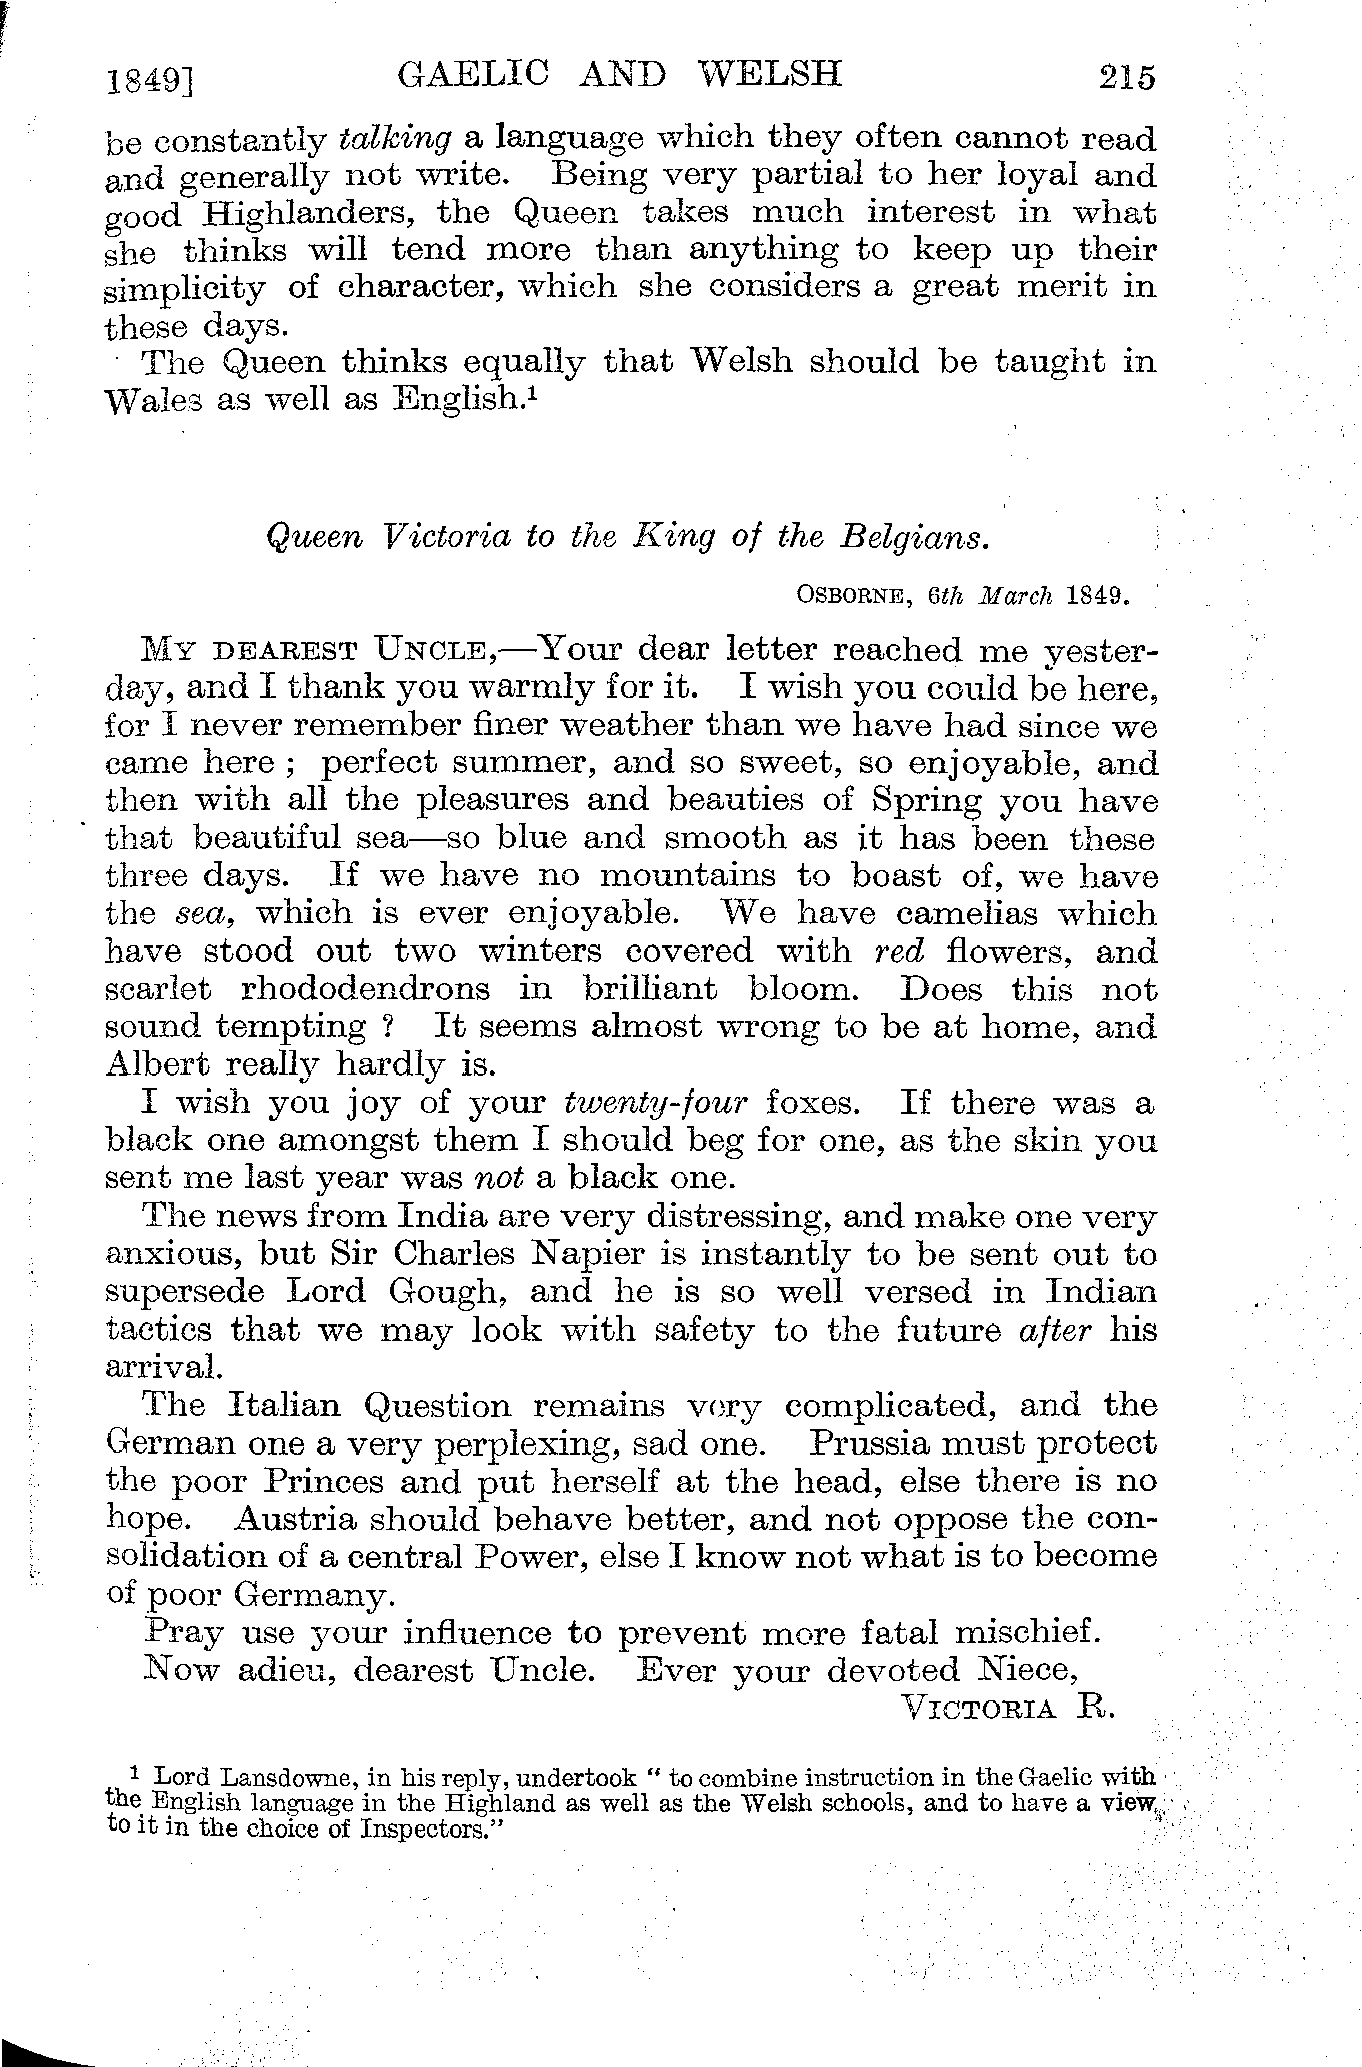 1849] GAELIC AND WELSH 215
be constantly talking a language which they often cannot read
and generally not write. Being very partial to her loyal and
good Highlanders, the Queen takes much interest in what
she thinks will tend more than anything to keep up their
simplicity of character, which she considers a great merit in
these days.
The Queen thinks equally that Welsh should be taught in
Wales as well as English.¹
Queen Victoria to the King of the Belgians.
OSBORNE, 6th March 1849.
MY DEAREST UNCLE,—Your dear letter reached me yester-
day, and I thank you warmly for it. I wish you could be here,
for I never remember finer weather than we have had since we
came here ; perfect summer, and so sweet, so enjoyable, and
then with all the pleasures and beauties of Spring you have
that beautiful sea—so blue and smooth as it has been these
three days. If we have no mountains to boast of, we have
the sea, which is ever enjoyable. We have camelias which
have stood out two winters covered with red flowers, and
scarlet rhododendrons in brilliant bloom. Does this not
sound tempting ? It seems almost wrong to be at home, and
Albert really hardly is.
I wish you joy of your twenty-four foxes. If there was a
black one amongst them I should beg for one, as the skin you
sent me last year was not a black one.
The news from India are very distressing, and make one very
anxious, but Sir Charles Napier is instantly to be sent out to
supersede Lord Gough, and he is so well versed in Indian
tactics that we may look with safety to the future after his
arrival.
The Italian Question remains very complicated, and the
German one a very perplexing, sad one. Prussia must protect
the poor Princes and put herself at the head, else there is no
hope. Austria should behave better, and not oppose the con-
solidation of a central Power, else I know not what is to become
of poor Germany.
Pray use your influence to prevent more fatal mischief.
Now adieu, dearest Uncle. Ever your devoted Niece,
VICTORIA R.
¹ Lord Lansdowne, in his reply, undertook “ to combine instruction in the Gaelic with
the English language in the Highland as well as the Welsh schools, and to have a view
to it in the choice of Inspectors.”